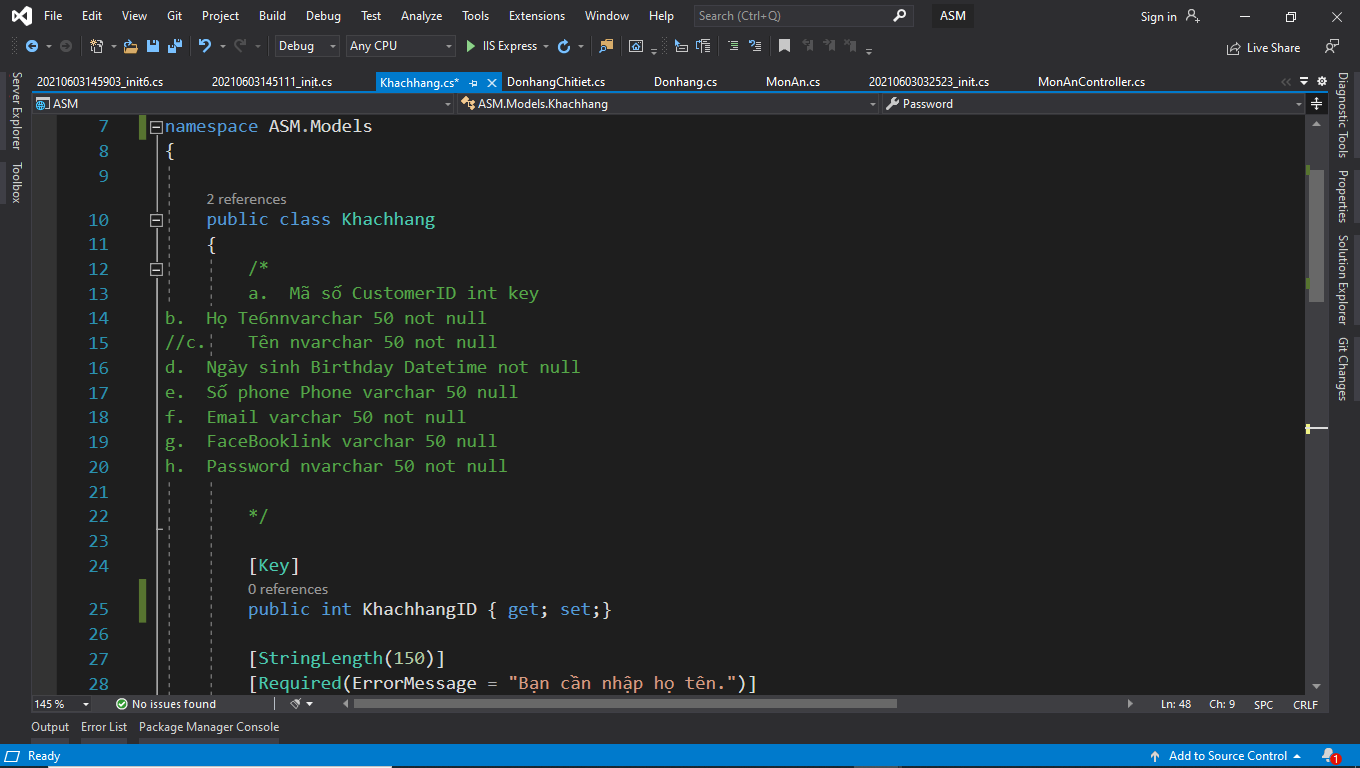 File Edit View Git Project Build Debug Test Analyze Tools Extensions Window Help Search (Ctrl+Q) ASM Sign in
Debug Any CPU IIS Express Live Share
20210603145903_init6.cs 20210603145111_init.cs Khachhang.cs* DonhangChitiet.cs Donhang.cs MonAn.cs 20210603032523_init.cs MonAnController.cs
ASM ASM.Models.Khachhang Password
Server Explorer
Toolbox
7 namespace ASM.Models
8 {
9
2 references
10 public class Khachhang
11 {
12 /*
13 a. Mã số CustomerID int key
14 b. Họ Te6nnvarchar 50 not null
15 //c. Tên nvarchar 50 not null
16 d. Ngày sinh Birthday Datetime not null
17 e. Số phone Phone varchar 50 null
18 f. Email varchar 50 not null
19 g. FaceBooklink varchar 50 null
20 h. Password nvarchar 50 not null
21
22 */
23
24 [Key]
0 references
25 public int KhachhangID { get; set;}
26
27 [StringLength(150)]
28 [Required(ErrorMessage = "Bạn cần nhập họ tên.")]
Diagnostic Tools
Properties
Solution Explorer
Git Changes
145 % No issues found Ln: 48 Ch: 9 SPC CRLF
Output Error List Package Manager Console
Ready Add to Source Control 1